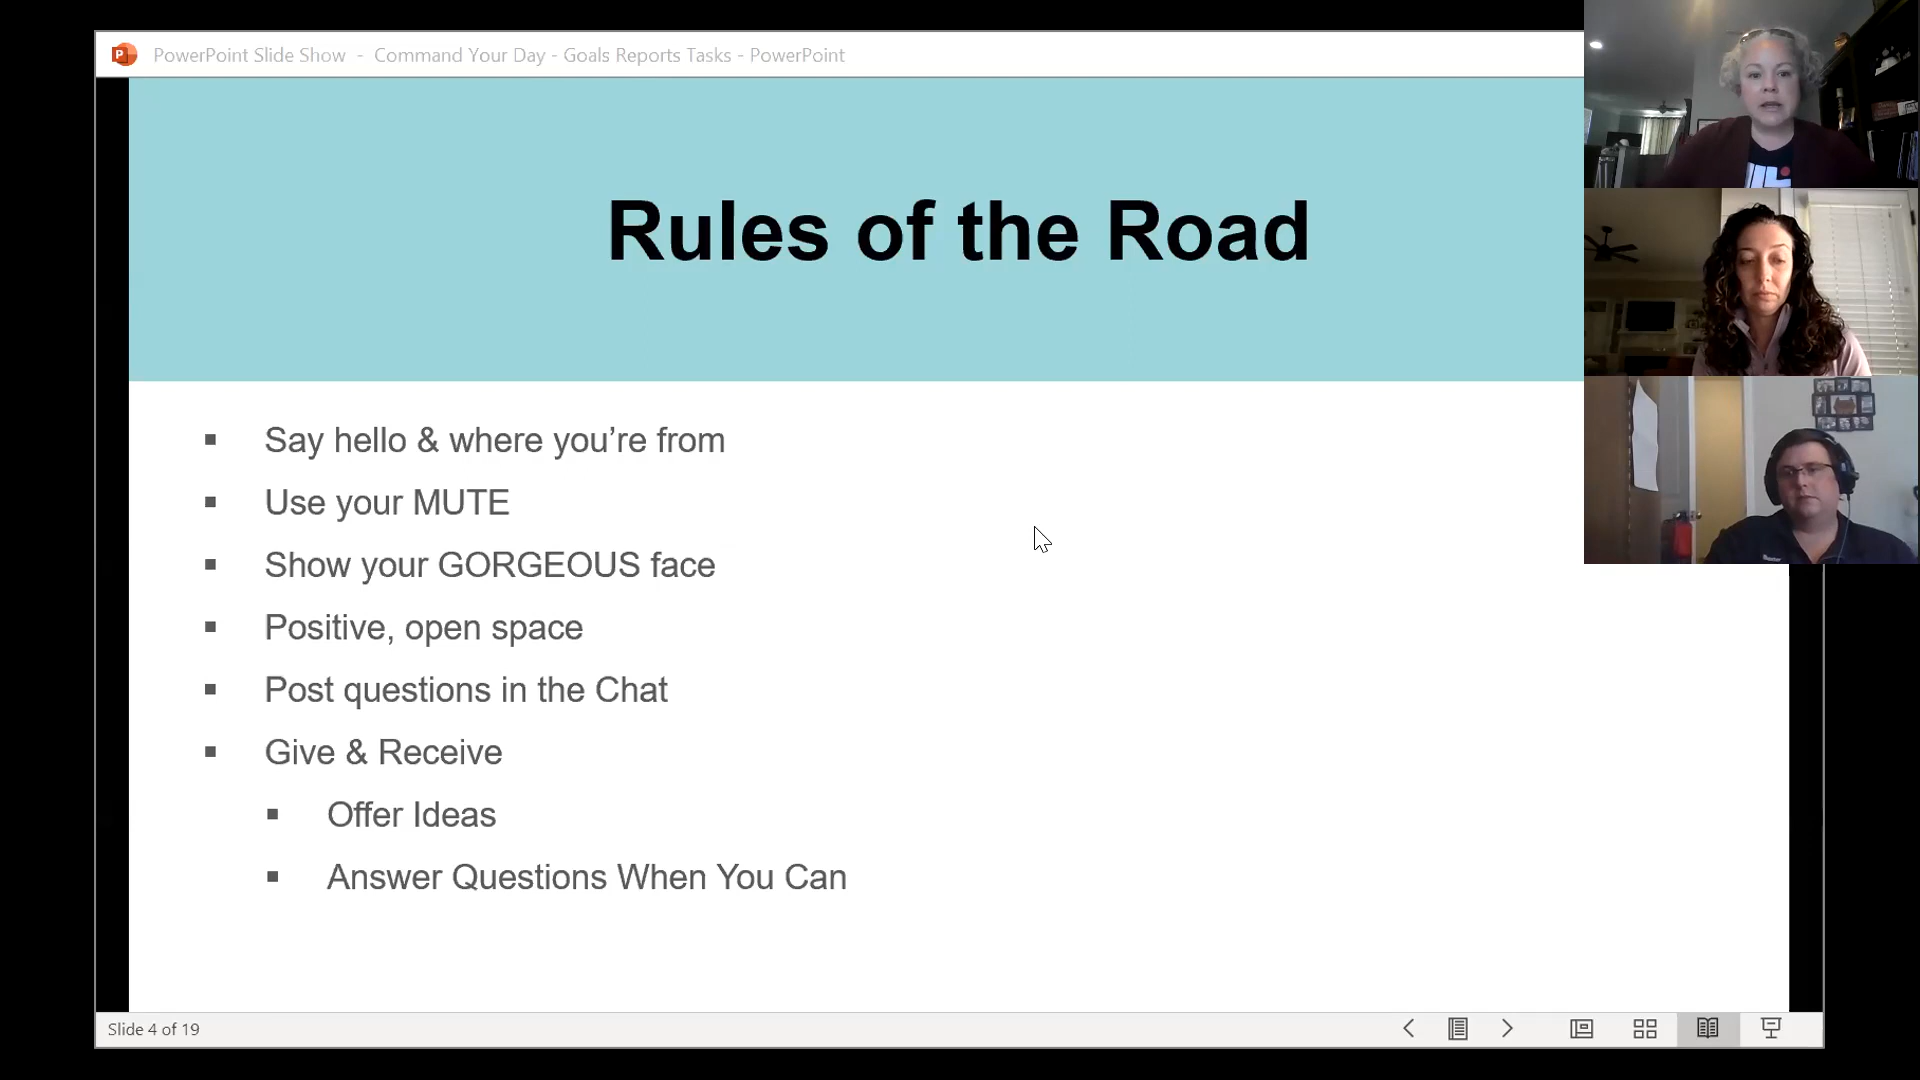 PowerPoint Slide Show - Command Your Day - Goals Reports Tasks - PowerPoint
Rules of the Road
▪ Say hello & where you’re from
▪ Use your MUTE
▪ Show your GORGEOUS face
▪ Positive, open space
▪ Post questions in the Chat
▪ Give & Receive
▪ Offer Ideas
▪ Answer Questions When You Can
Slide 4 of 19